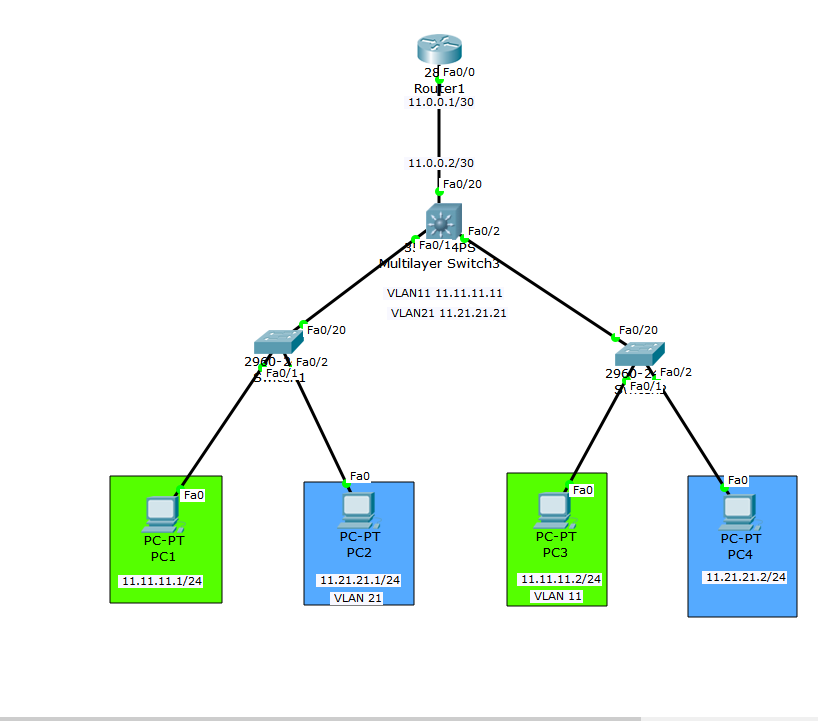 Fa0/0
Router1
11.0.0.1/30
11.0.0.2/30
Fa0/20
Fa0/2
Fa0/1
4PS
Multilayer Switch3
VLAN11 11.11.11.11
VLAN21 11.21.21.21
Fa0/20
Fa0/2
Fa0/1
Fa0/20
Fa0/2
Fa0/1
Fa0
PC-PT
PC1
11.11.11.1/24
Fa0
PC-PT
PC2
11.21.21.1/24
VLAN 21
Fa0
PC-PT
PC3
11.11.11.2/24
VLAN 11
Fa0
PC-PT
PC4
11.21.21.2/24